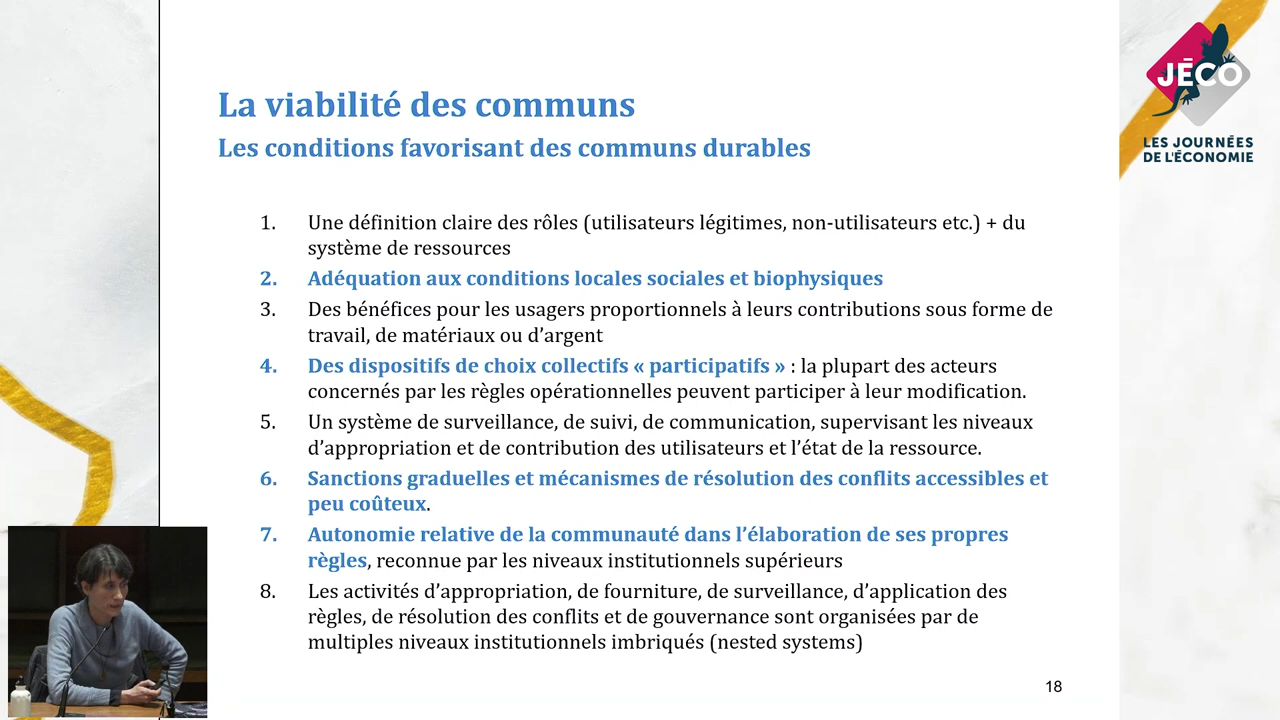 La viabilité des communs
Les conditions favorisant des communs durables
1. Une définition claire des rôles (utilisateurs légitimes, non-utilisateurs etc.) + du
système de ressources
2. Adéquation aux conditions locales sociales et biophysiques
3. Des bénéfices pour les usagers proportionnels à leurs contributions sous forme de
travail, de matériaux ou d’argent
4. Des dispositifs de choix collectifs « participatifs » : la plupart des acteurs
concernés par les règles opérationnelles peuvent participer à leur modification.
5. Un système de surveillance, de suivi, de communication, supervisant les niveaux
d’appropriation et de contribution des utilisateurs et l’état de la ressource.
6. Sanctions graduelles et mécanismes de résolution des conflits accessibles et
peu coûteux.
7. Autonomie relative de la communauté dans l’élaboration de ses propres
règles, reconnue par les niveaux institutionnels supérieurs
8. Les activités d’appropriation, de fourniture, de surveillance, d’application des
règles, de résolution des conflits et de gouvernance sont organisées par de
multiples niveaux institutionnels imbriqués (nested systems)
18
JÉCO
LES JOURNÉES
DE L'ÉCONOMIE